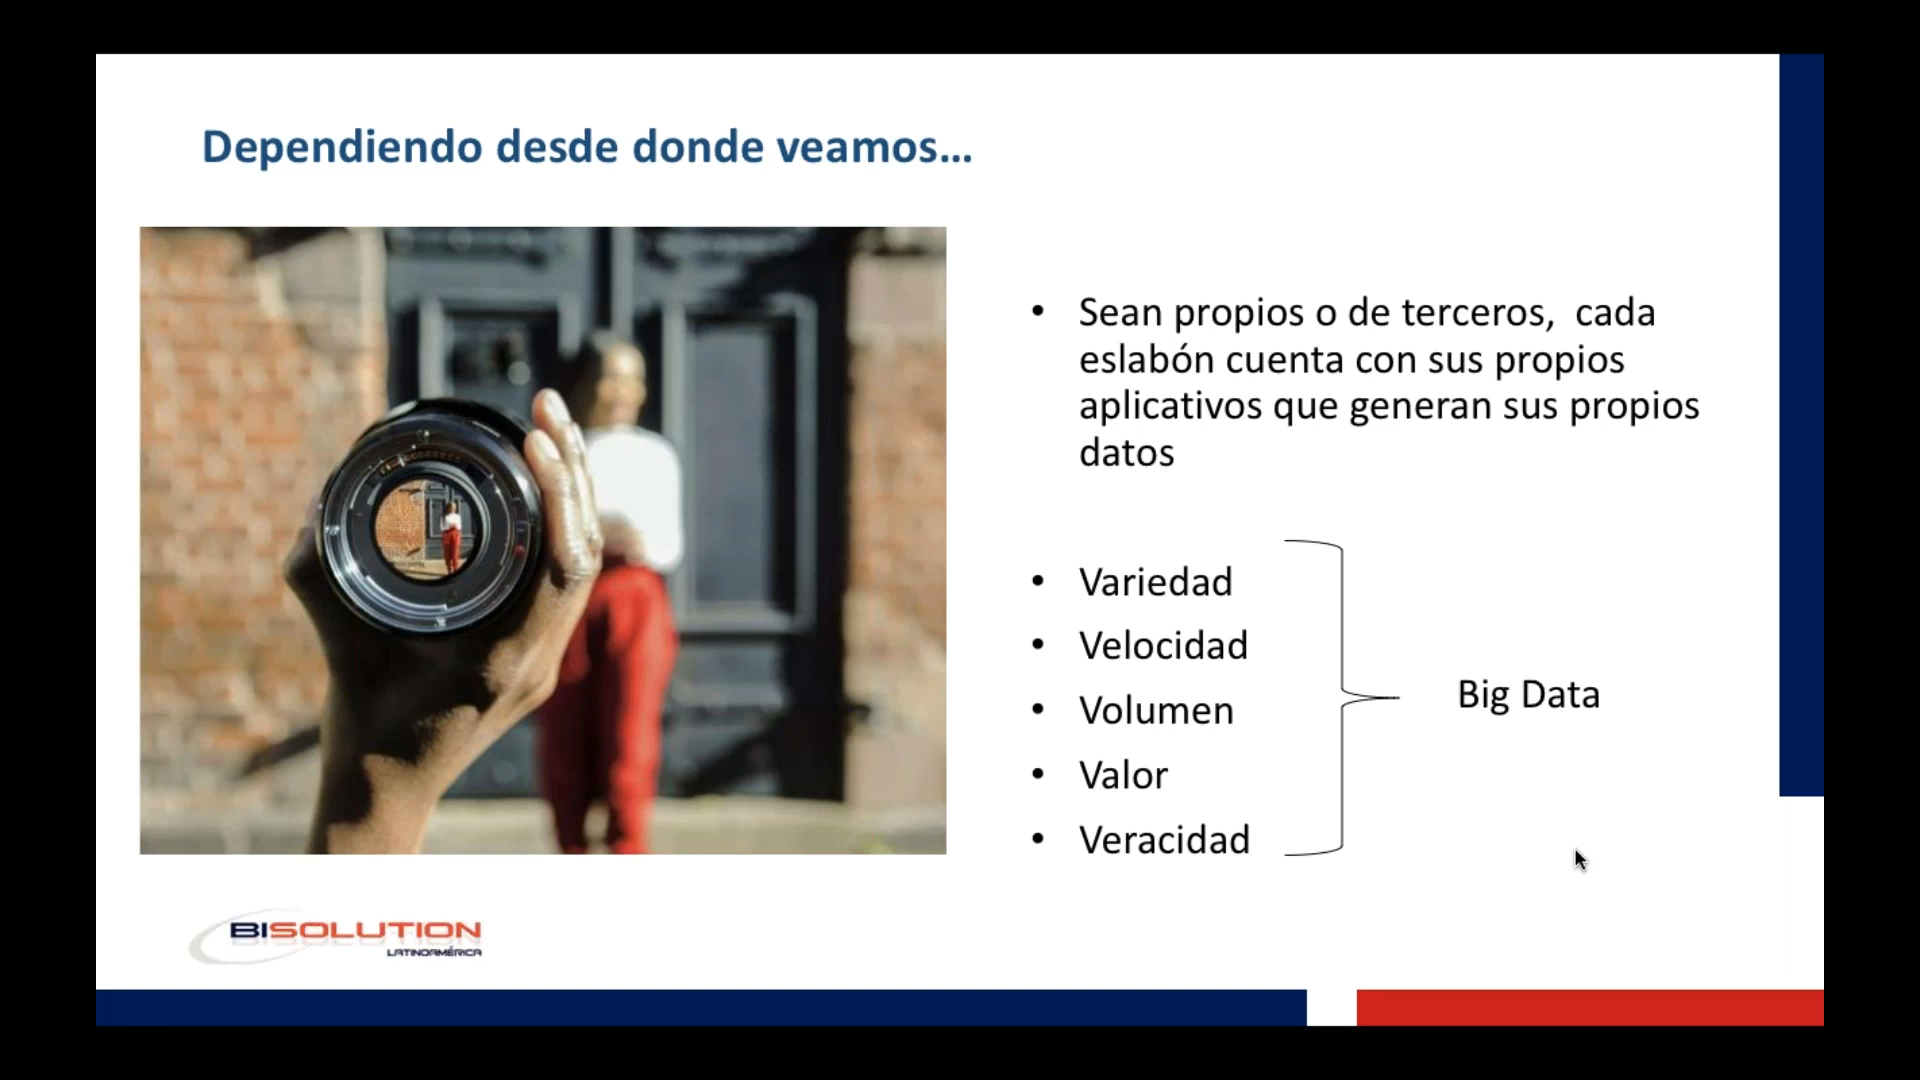 Dependiendo desde donde veamos...
• Sean propios o de terceros, cada
eslabón cuenta con sus propios
aplicativos que generan sus propios
datos
• Variedad
• Velocidad
• Volumen
• Valor
• Veracidad
Big Data
BISOLUTION
LATINOAMÉRICA